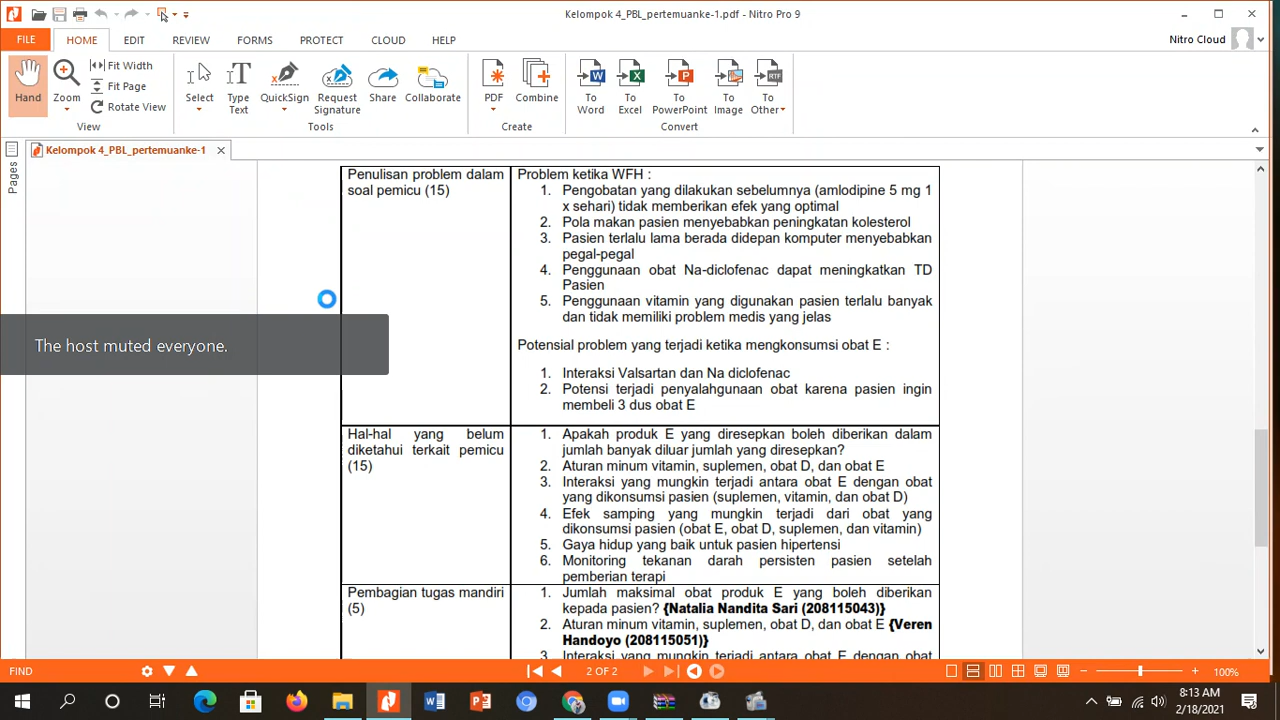 Kelompok 4_PBL_pertemuanke-1.pdf - Nitro Pro 9
FILE HOME EDIT REVIEW FORMS PROTECT CLOUD HELP Nitro Cloud
Hand
Zoom
Fit Width
Fit Page
Rotate View
View
Select
Type Text
QuickSign
Request Signature
Share
Collaborate
Tools
PDF
Combine
Create
To Word
To Excel
To PowerPoint
To Image
To Other
Convert
Kelompok 4_PBL_pertemuanke-1
Pages
Penulisan problem dalam
soal pemicu (15)
Problem ketika WFH :
1. Pengobatan yang dilakukan sebelumnya (amlodipine 5 mg 1
x sehari) tidak memberikan efek yang optimal
2. Pola makan pasien menyebabkan peningkatan kolesterol
3. Pasien terlalu lama berada didepan komputer menyebabkan
pegal-pegal
4. Penggunaan obat Na-diclofenac dapat meningkatkan TD
Pasien
5. Penggunaan vitamin yang digunakan pasien terlalu banyak
dan tidak memiliki problem medis yang jelas
The host muted everyone.
Potensial problem yang terjadi ketika mengkonsumsi obat E :
1. Interaksi Valsartan dan Na diclofenac
2. Potensi terjadi penyalahgunaan obat karena pasien ingin
membeli 3 dus obat E
Hal-hal yang belum
diketahui terkait pemicu
(15)
1. Apakah produk E yang diresepkan boleh diberikan dalam
jumlah banyak diluar jumlah yang diresepkan?
2. Aturan minum vitamin, suplemen, obat D, dan obat E
3. Interaksi yang mungkin terjadi antara obat E dengan obat
yang dikonsumsi pasien (suplemen, vitamin, dan obat D)
4. Efek samping yang mungkin terjadi dari obat yang
dikonsumsi pasien (obat E, obat D, suplemen, dan vitamin)
5. Gaya hidup yang baik untuk pasien hipertensi
6. Monitoring tekanan darah persisten pasien setelah
pemberian terapi
Pembagian tugas mandiri
(5)
1. Jumlah maksimal obat produk E yang boleh diberikan
kepada pasien? {Natalia Nandita Sari (208115043)}
2. Aturan minum vitamin, suplemen, obat D, dan obat E {Veren
Handoyo (208115051)}
3. Interaksi yang mungkin terjadi antara obat E dengan obat
FIND
2 OF 2
100%
8:13 AM
2/18/2021